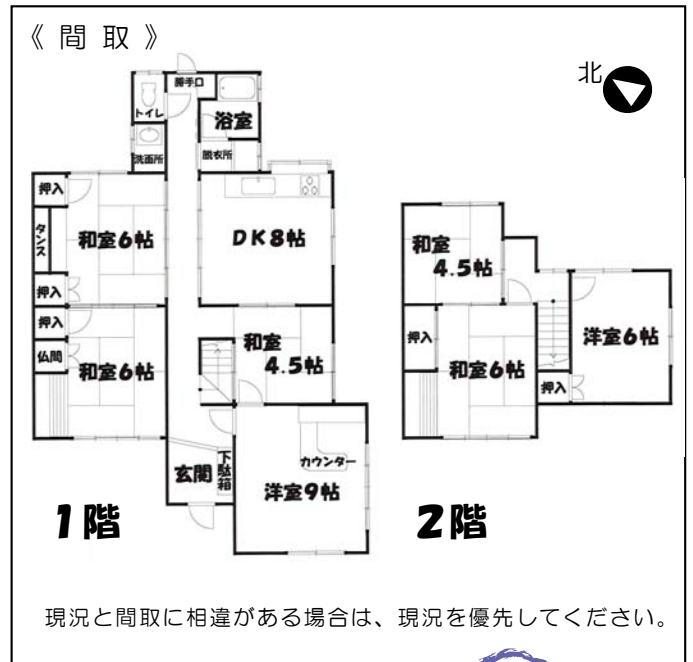 《 間 取 》
北
勝手口
トイレ
浴室
洗面所
脱衣所
押入
タンス
和室6帖
DK8帖
押入
押入
仏間
和室6帖
和室
4.5帖
玄関
下駄箱
カウンター
洋室9帖
1階
和室
4.5帖
押入
和室6帖
洋室6帖
押入
2階
現況と間取に相違がある場合は、現況を優先してください。